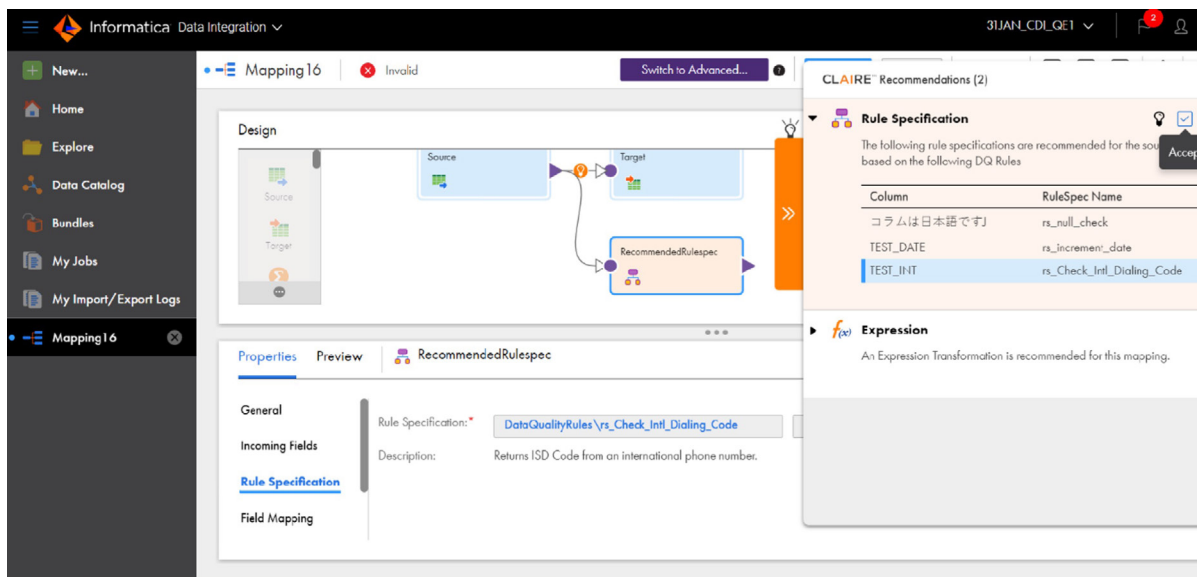 Informatica Data Integration
31JAN_CDI_QE1
2
New...
Home
Explore
Data Catalog
Bundles
My Jobs
My Import/Export Logs
Mapping16
Mapping16
Invalid
Switch to Advanced...
Design
Source
Target
Source
Target
RecommendedRulespec
Properties
Preview
RecommendedRulespec
General
Incoming Fields
Rule Specification
Field Mapping
Rule Specification:*
DataQualityRules\rs_Check_Intl_Dialing_Code
Description:
Returns ISD Code from an international phone number.
CLAIRE™ Recommendations (2)
Rule Specification
The following rule specifications are recommended for the sou
based on the following DQ Rules
Accep
Column RuleSpec Name
コラムは日本語ですJ rs_null_check
TEST_DATE rs_increment_date
TEST_INT rs_Check_Intl_Dialing_Code
f(x) Expression
An Expression Transformation is recommended for this mapping.